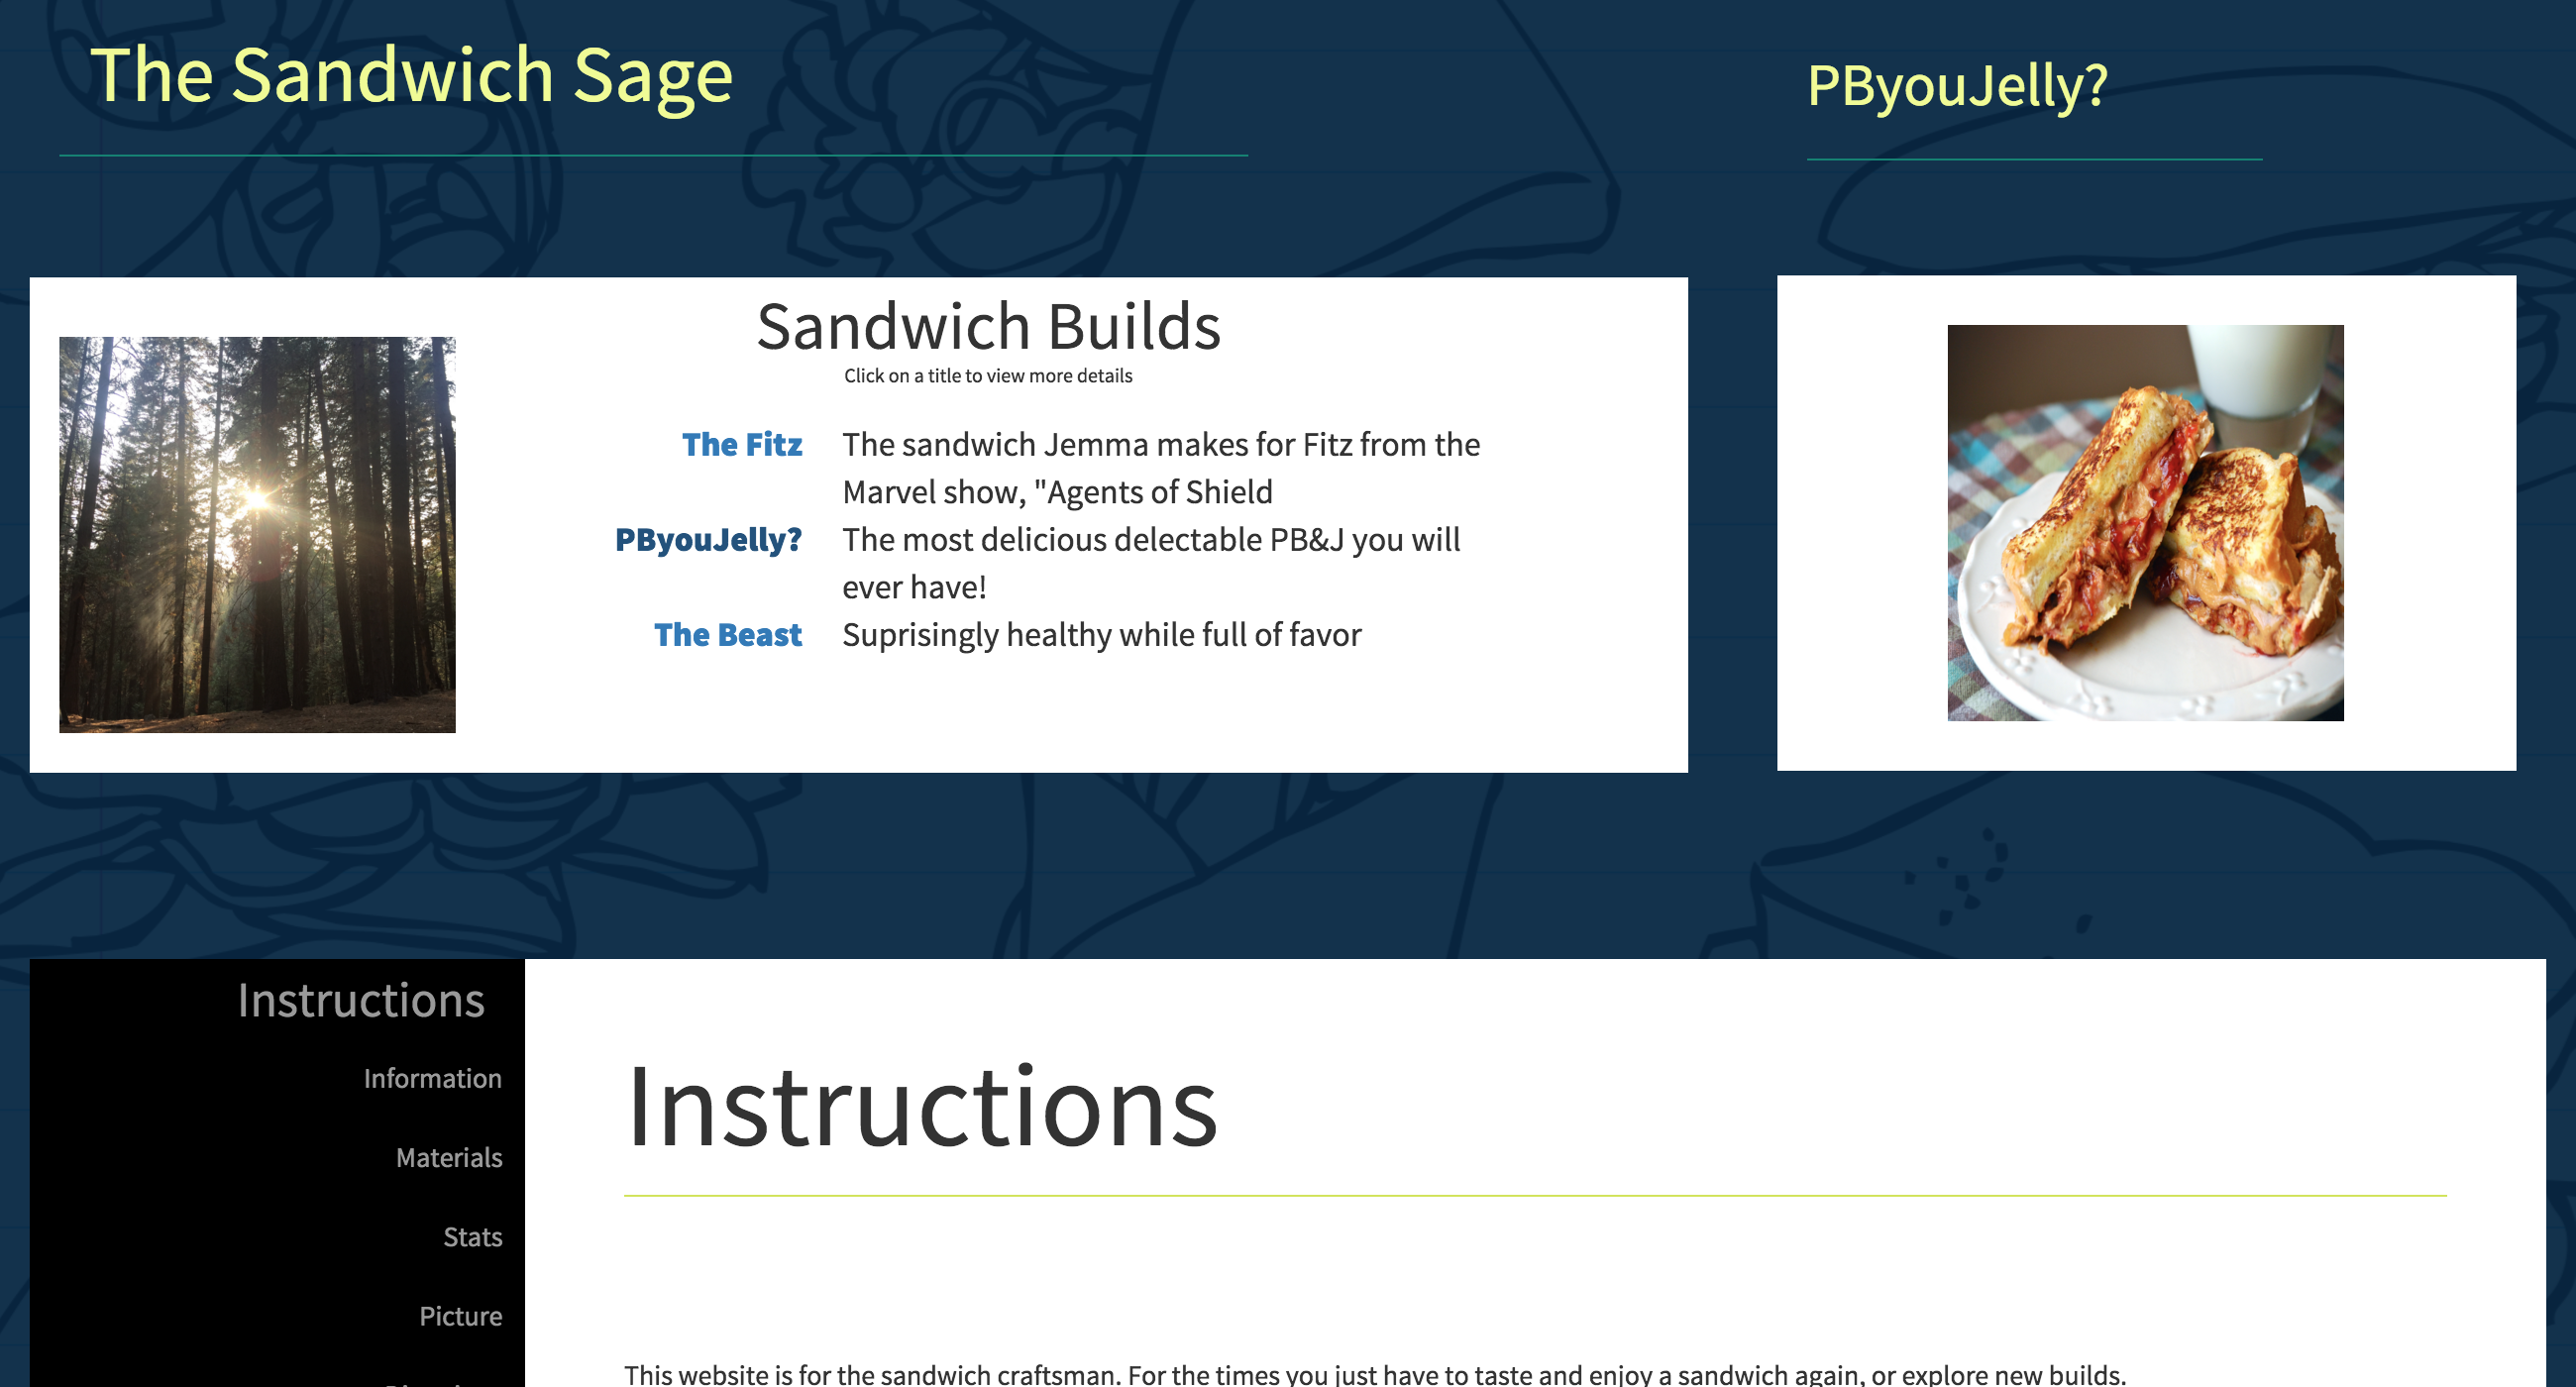 The Sandwich Sage
PByouJelly?
Sandwich Builds
Click on a title to view more details
The Fitz
The sandwich Jemma makes for Fitz from the
Marvel show, "Agents of Shield
PByouJelly?
The most delicious delectable PB&J you will
ever have!
The Beast
Suprisingly healthy while full of favor
Instructions
Information
Materials
Stats
Picture
Instructions
This website is for the sandwich craftsman. For the times you just have to taste and enjoy a sandwich again, or explore new builds.